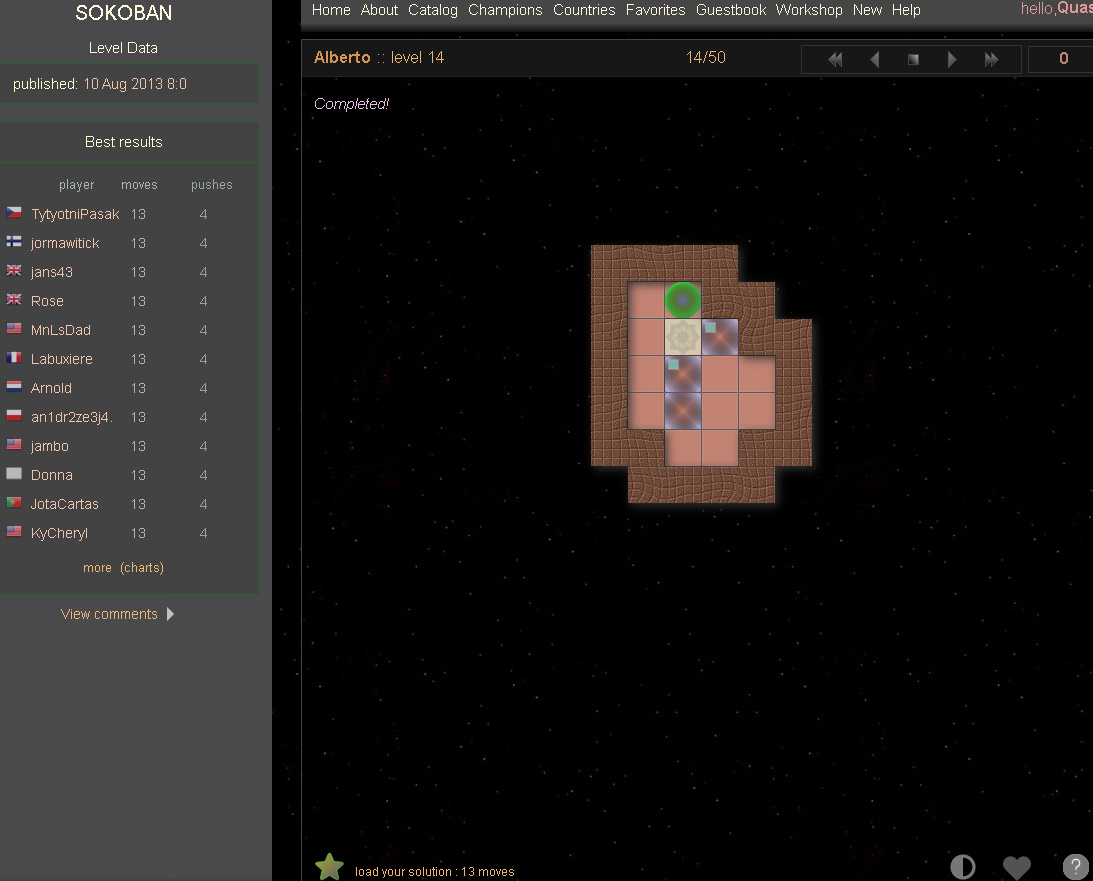 SOKOBAN
Level Data
published: 10 Aug 2013 8:0
Best results
player moves pushes
TytyotniPasak 13 4
jormawitick 13 4
jans43 13 4
Rose 13 4
MnLsDad 13 4
Labuxiere 13 4
Arnold 13 4
an1dr2ze3j4. 13 4
jambo 13 4
Donna 13 4
JotaCartas 13 4
KyCheryl 13 4
more (charts)
View comments
Home About Catalog Champions Countries Favorites Guestbook Workshop New Help hello,Quas
Alberto :: level 14 14/50 0
Completed!
load your solution : 13 moves
?